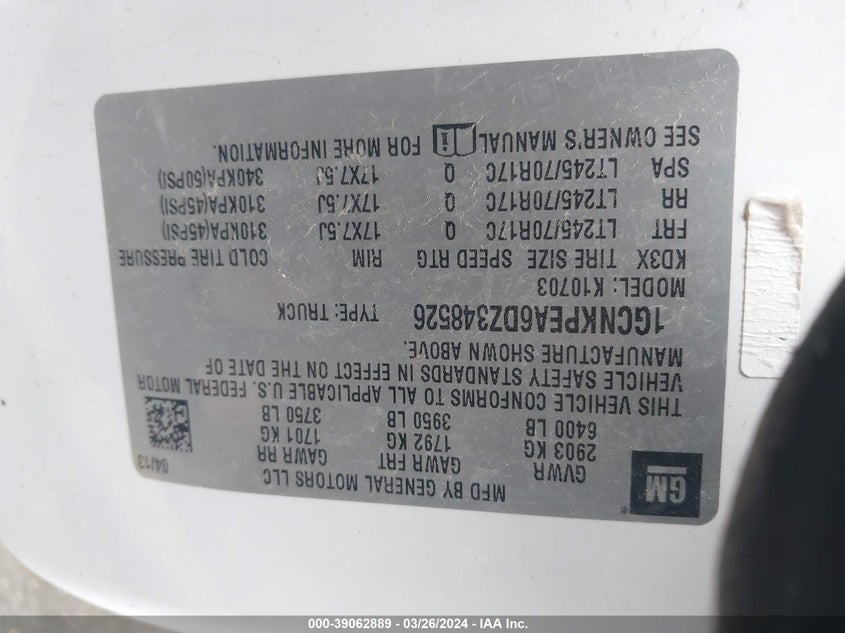 GM
®
MFD BY GENERAL MOTORS LLC
04/13
GVWR GAWR FRT GAWR RR
2903 KG 1792 KG 1701 KG
6400 LB 3950 LB 3750 LB
THIS VEHICLE CONFORMS TO ALL APPLICABLE U.S. FEDERAL MOTOR
VEHICLE SAFETY STANDARDS IN EFFECT ON THE DATE OF
MANUFACTURE SHOWN ABOVE.
1GCNKPEA6DZ348526 TYPE: TRUCK
MODEL: K10703
KD3X TIRE SIZE SPEED RTG RIM COLD TIRE PRESSURE
FRT LT245/70R17C Q 17X7.5J 310KPA(45PSI)
RR LT245/70R17C Q 17X7.5J 310KPA(45PSI)
SPA LT245/70R17C Q 17X7.5J 340KPA(50PSI)
SEE OWNER'S MANUAL i FOR MORE INFORMATION.
000-39062889 - 03/26/2024 - IAA Inc.